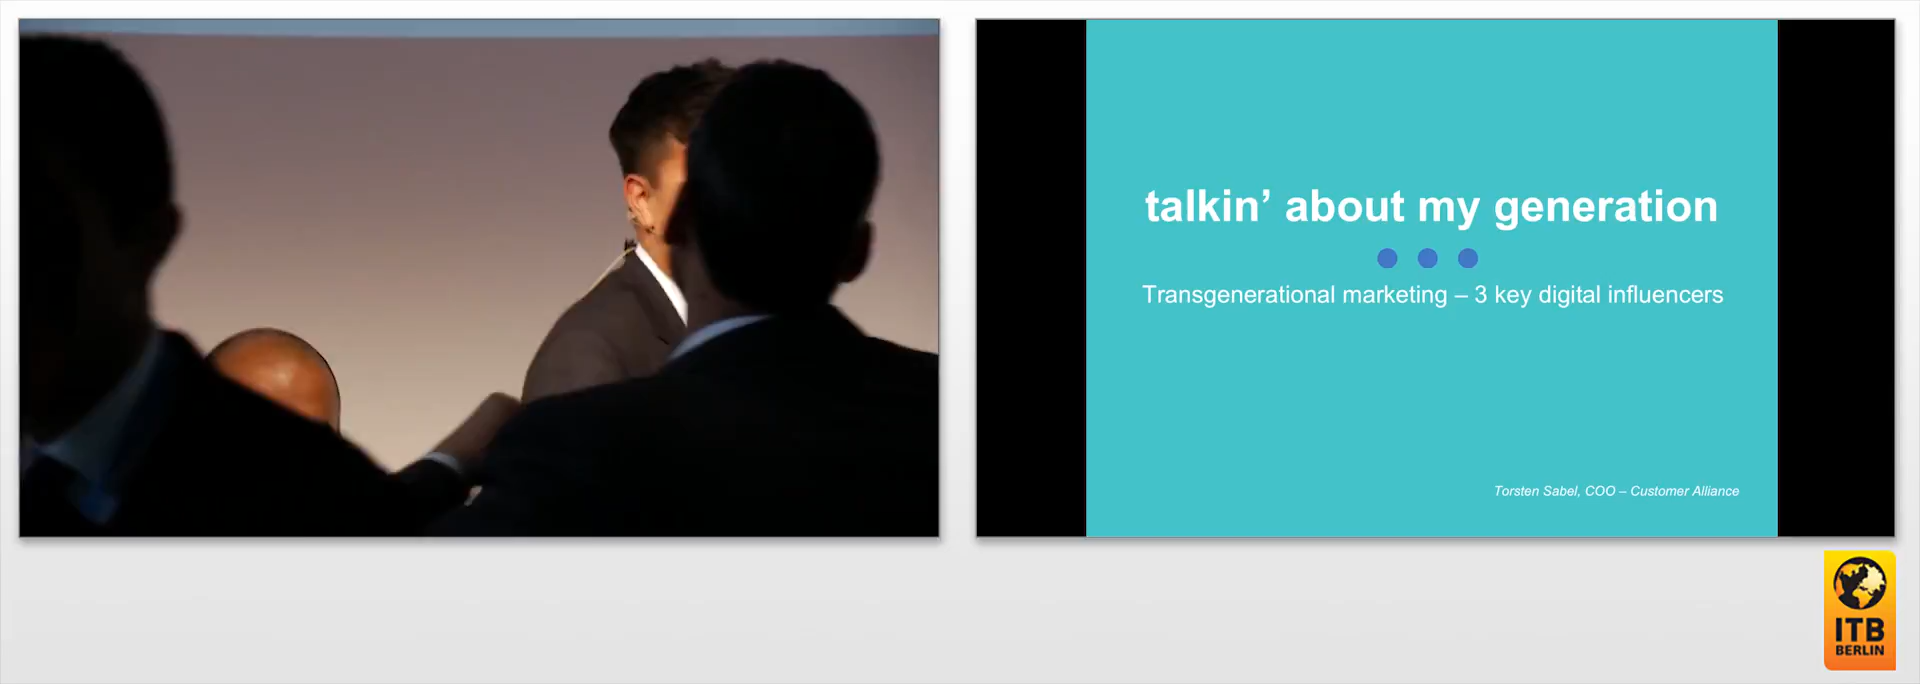 talkin’ about my generation
Transgenerational marketing – 3 key digital influencers
Torsten Sabel, COO – Customer Alliance
ITB
BERLIN